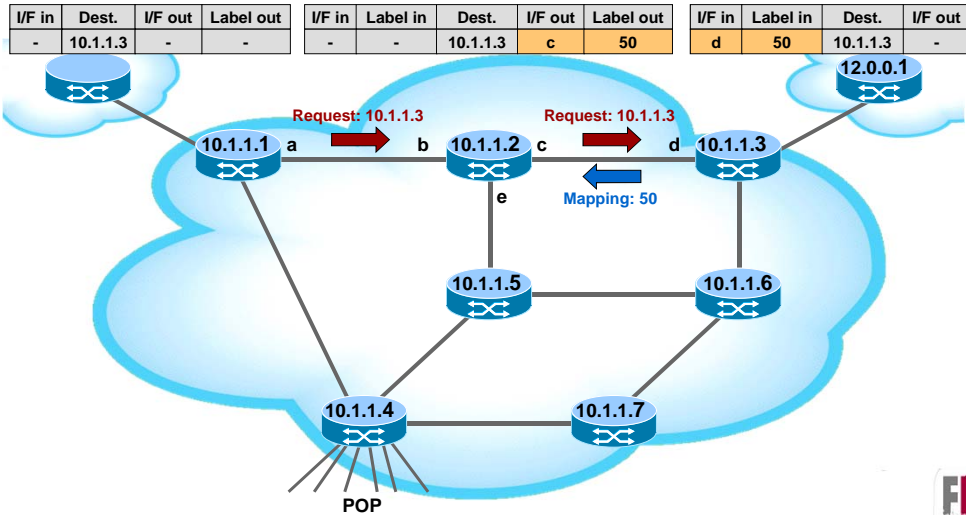 I/F in Dest. I/F out Label out
- 10.1.1.3 - -
I/F in Label in Dest. I/F out Label out
- - 10.1.1.3 c 50
I/F in Label in Dest. I/F out
d 50 10.1.1.3 -
12.0.0.1
Request: 10.1.1.3
Request: 10.1.1.3
10.1.1.1 a
b 10.1.1.2 c
d 10.1.1.3
Mapping: 50
e
10.1.1.5
10.1.1.6
10.1.1.4
10.1.1.7
POP